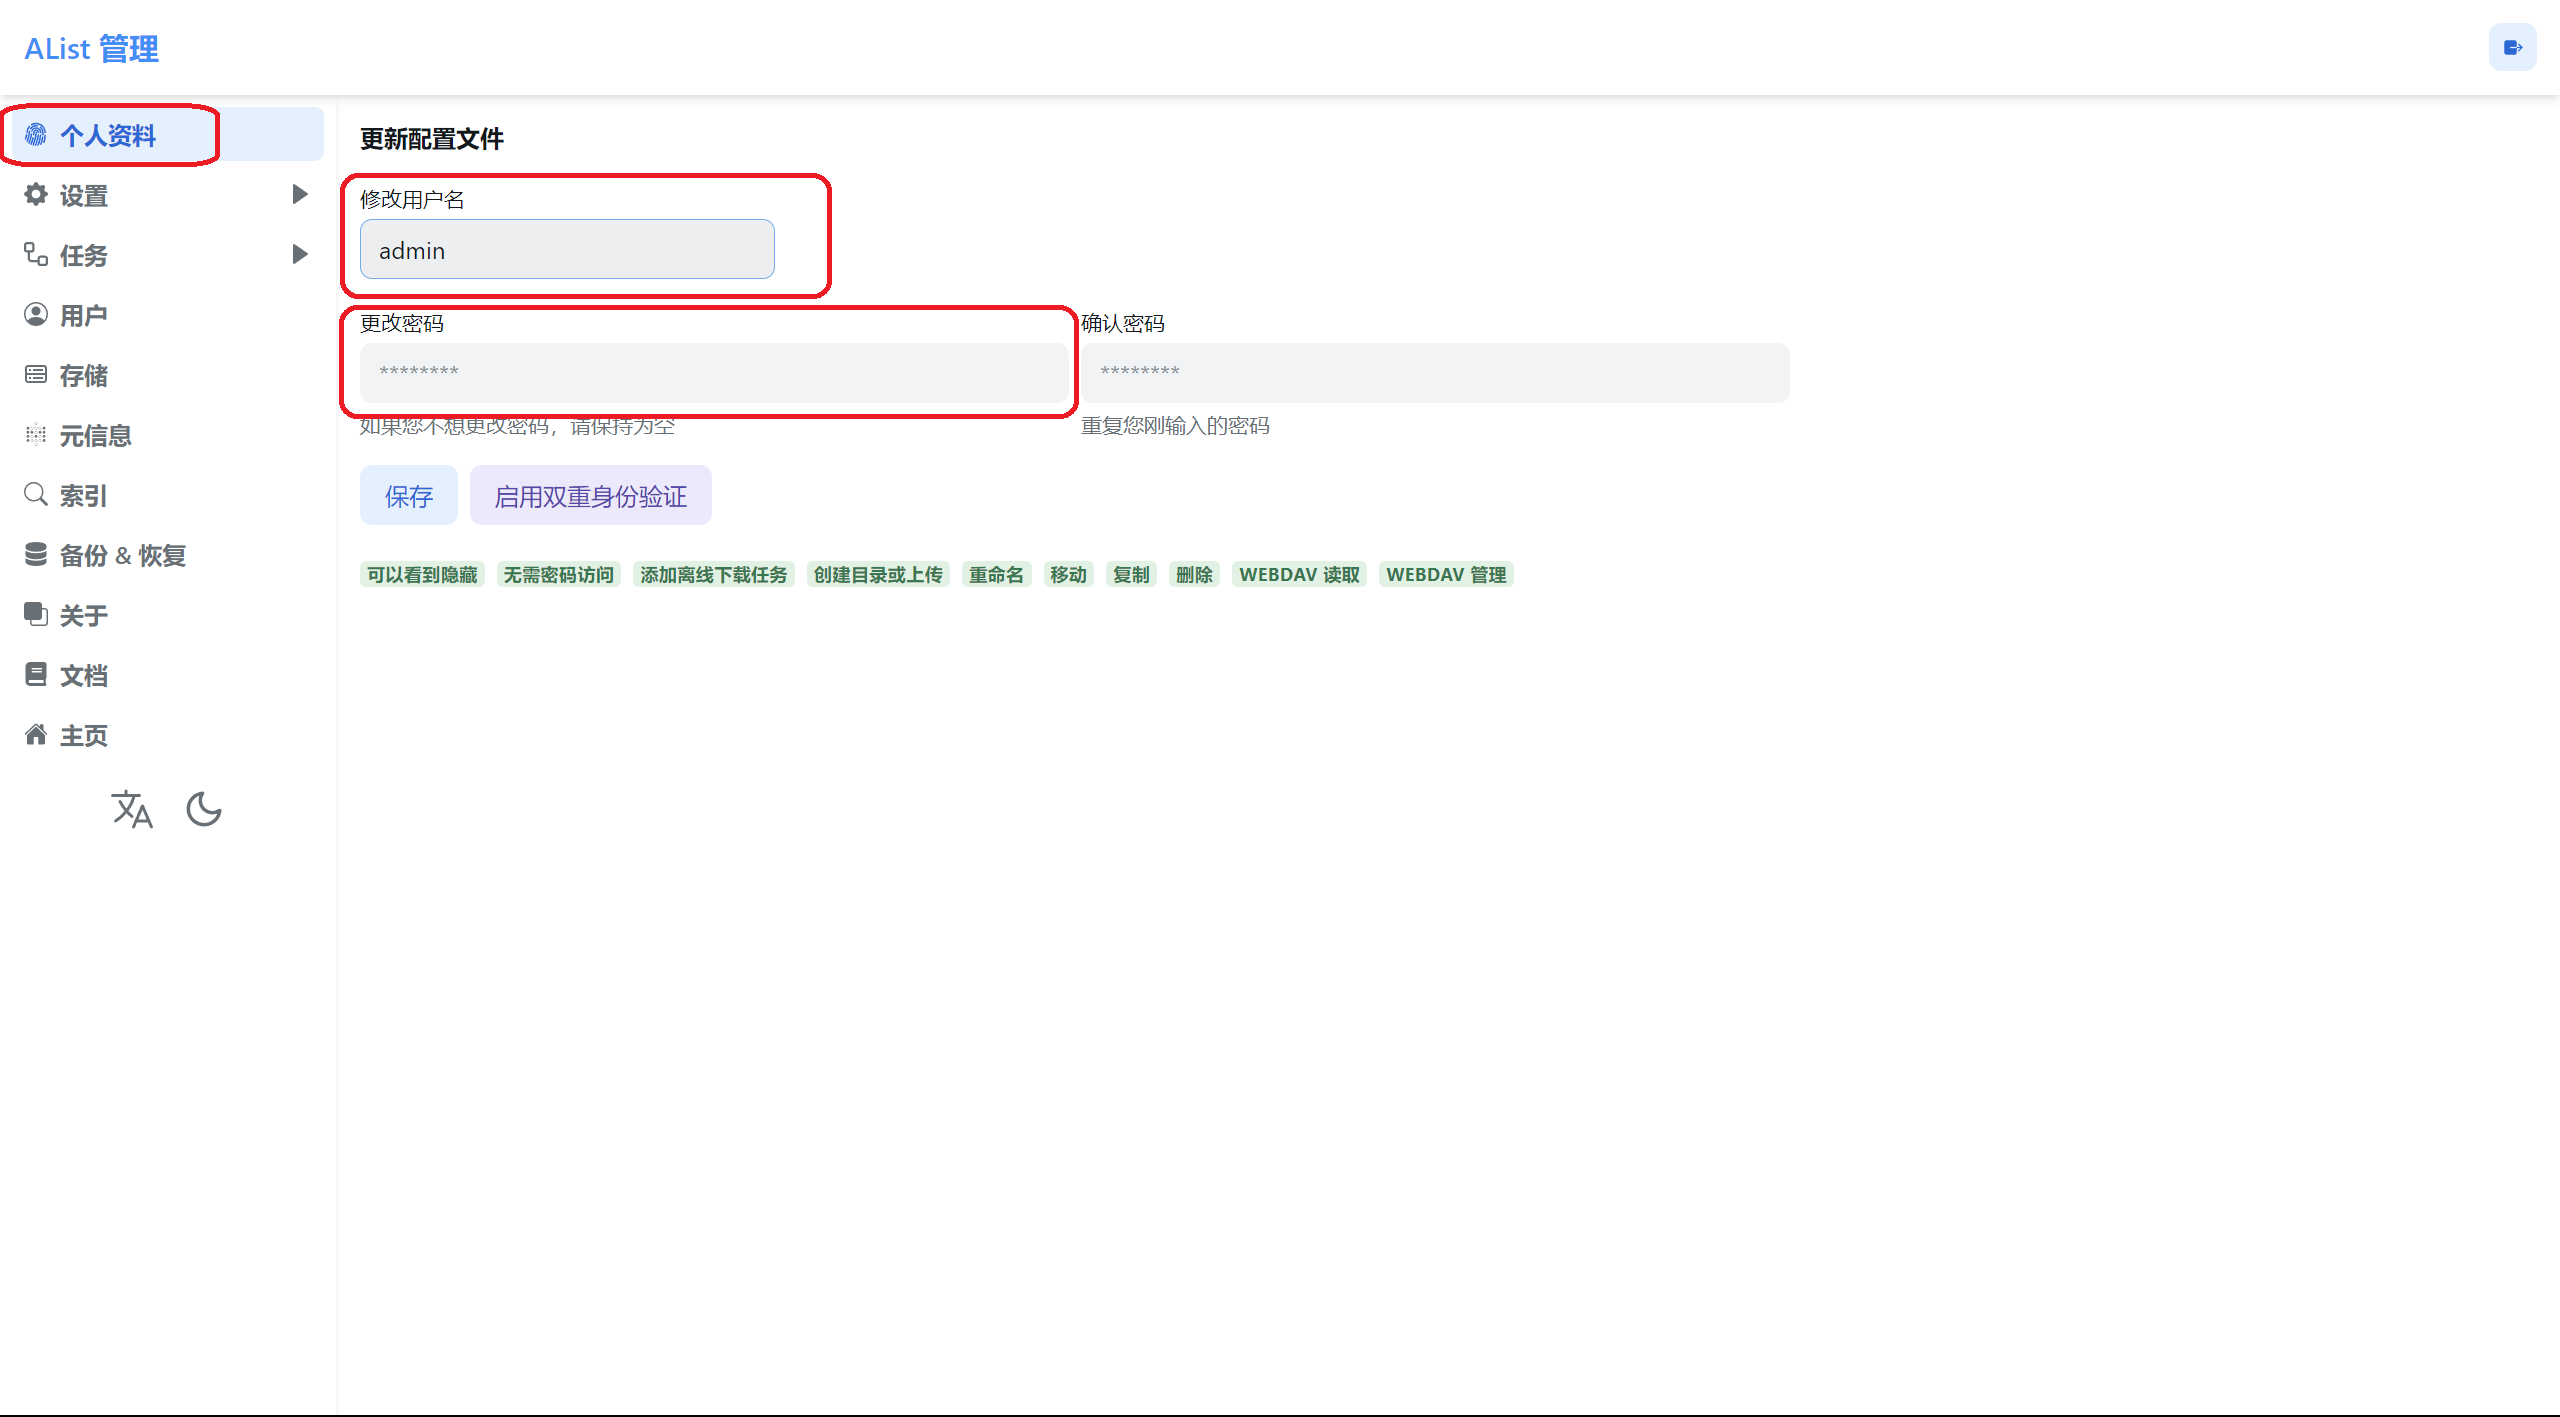 AList 管理
个人资料
设置
任务
用户
存储
元信息
索引
备份 & 恢复
关于
文档
主页
更新配置文件
修改用户名
admin
更改密码
********
如果您不想更改密码，请保持为空
确认密码
********
重复您刚输入的密码
保存 启用双重身份验证
可以看到隐藏 无需密码访问 添加离线下载任务 创建目录或上传 重命名 移动 复制 删除 WEBDAV 读取 WEBDAV 管理